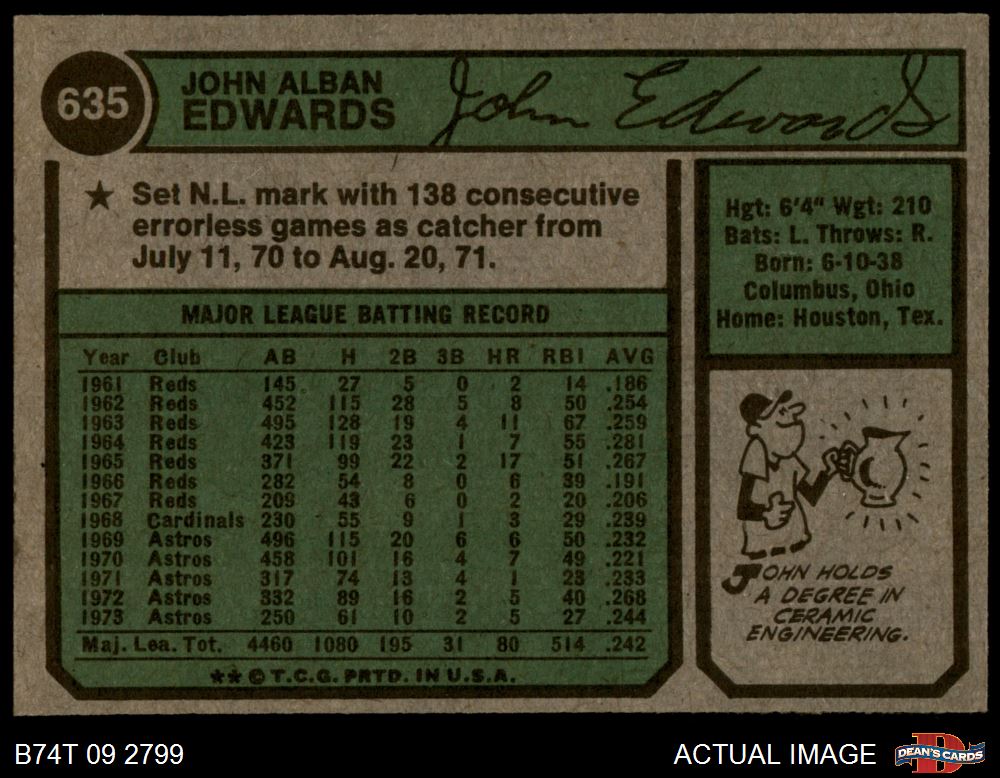 635
JOHN ALBAN
EDWARDS
John Edwards
★ Set N.L. mark with 138 consecutive
errorless games as catcher from
July 11, 70 to Aug. 20, 71.
Hgt: 6'4" Wgt: 210
Bats: L. Throws: R.
Born: 6-10-38
Columbus, Ohio
Home: Houston, Tex.
MAJOR LEAGUE BATTING RECORD
Year Club AB H 2B 3B HR RBI AVG
1961 Reds 145 27 5 0 2 14 .186
1962 Reds 452 115 28 5 8 50 .254
1963 Reds 495 128 19 4 11 67 .259
1964 Reds 423 119 23 1 7 55 .281
1965 Reds 371 99 22 2 17 51 .267
1966 Reds 282 54 8 0 6 39 .191
1967 Reds 209 43 6 0 2 20 .206
1968 Cardinals 230 55 9 1 3 29 .239
1969 Astros 496 115 20 6 6 50 .232
1970 Astros 458 101 16 4 7 49 .221
1971 Astros 317 74 13 4 1 23 .233
1972 Astros 332 89 16 2 5 40 .268
1973 Astros 250 61 10 2 5 27 .244
Maj. Lea. Tot. 4460 1080 195 31 80 514 .242
★★ © T.C.G. PRTD. IN U.S.A.
JOHN HOLDS
A DEGREE IN
CERAMIC
ENGINEERING.
B74T 09 2799
ACTUAL IMAGE
DEAN'S CARDS